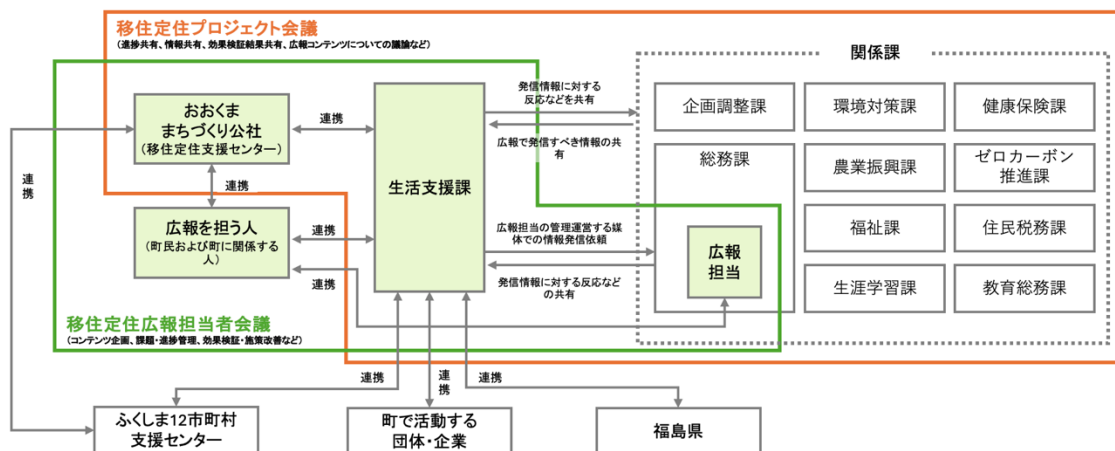 移住定住プロジェクト会議
(進捗共有、情報共有、効果検証結果共有、広報コンテンツについての議論など)
関係課
おおくま
まちづくり公社
(移住定住支援センター)
連携
生活支援課
発信情報に対する
反応などを共有
広報で発信すべき情報の共
有
企画調整課
環境対策課
健康保険課
総務課
農業振興課
ゼロカーボン
推進課
連携
連携
広報を担う人
(町民および町に関係する
人)
連携
連携
広報担当の管理運営する媒
体での情報発信依頼
発信情報に対する反応など
の共有
広報
担当
福祉課
住民税務課
生涯学習課
教育総務課
移住定住広報担当者会議
(コンテンツ企画、課題・進捗管理、効果検証・施策改善など)
連携
連携
連携
ふくしま12市町村
支援センター
町で活動する
団体・企業
福島県